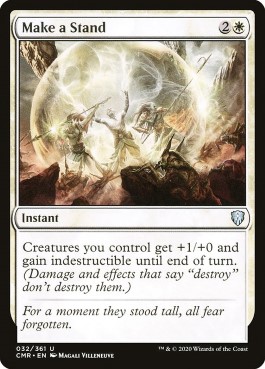 Make a Stand 2
Instant
Creatures you control get +1/+0 and
gain indestructible until end of turn.
(Damage and effects that say “destroy”
don’t destroy them.)
For a moment they stood tall, all fear
forgotten.
032/361 U
CMR • EN Magali Villeneuve
™ & © 2020 Wizards of the Coast